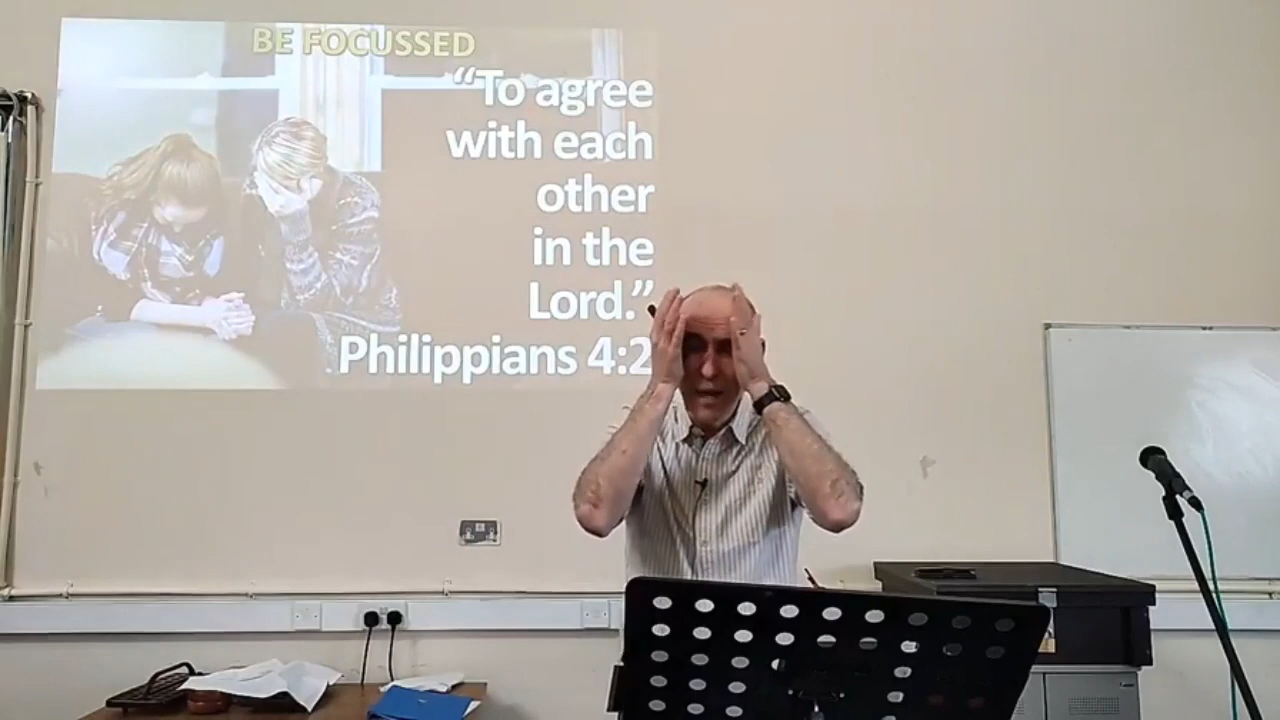 BE FOCUSSED
“To agree
with each
other
in the
Lord.”
Philippians 4:2